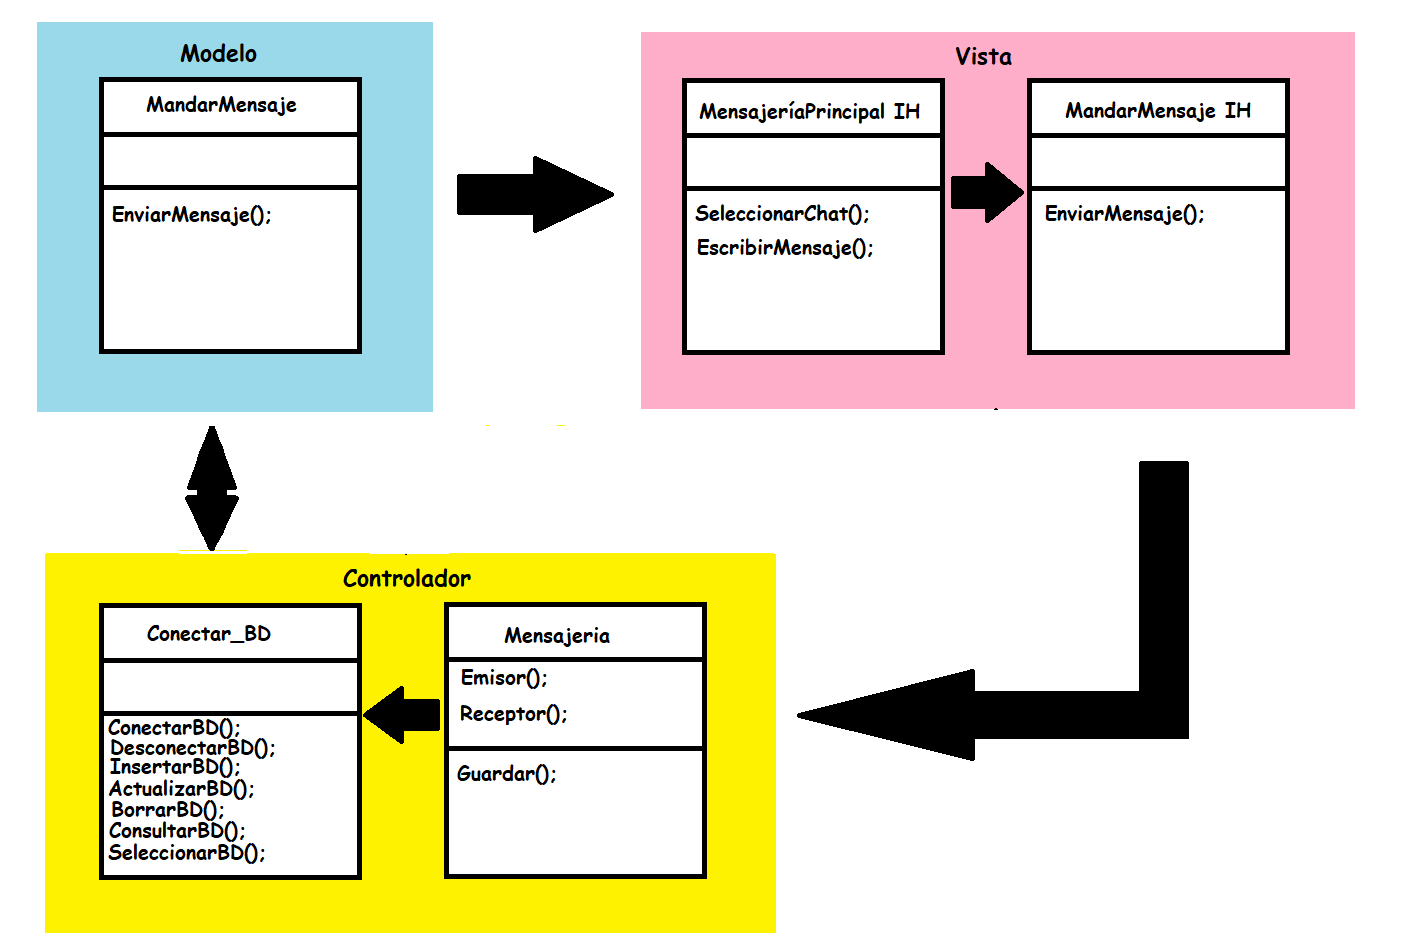 Modelo
MandarMensaje
EnviarMensaje();
Vista
MensajeríaPrincipal IH
SeleccionarChat();
EscribirMensaje();
MandarMensaje IH
EnviarMensaje();
Controlador
Conectar_BD
ConectarBD();
DesconectarBD();
InsertarBD();
ActualizarBD();
BorrarBD();
ConsultarBD();
SeleccionarBD();
Mensajeria
Emisor();
Receptor();
Guardar();